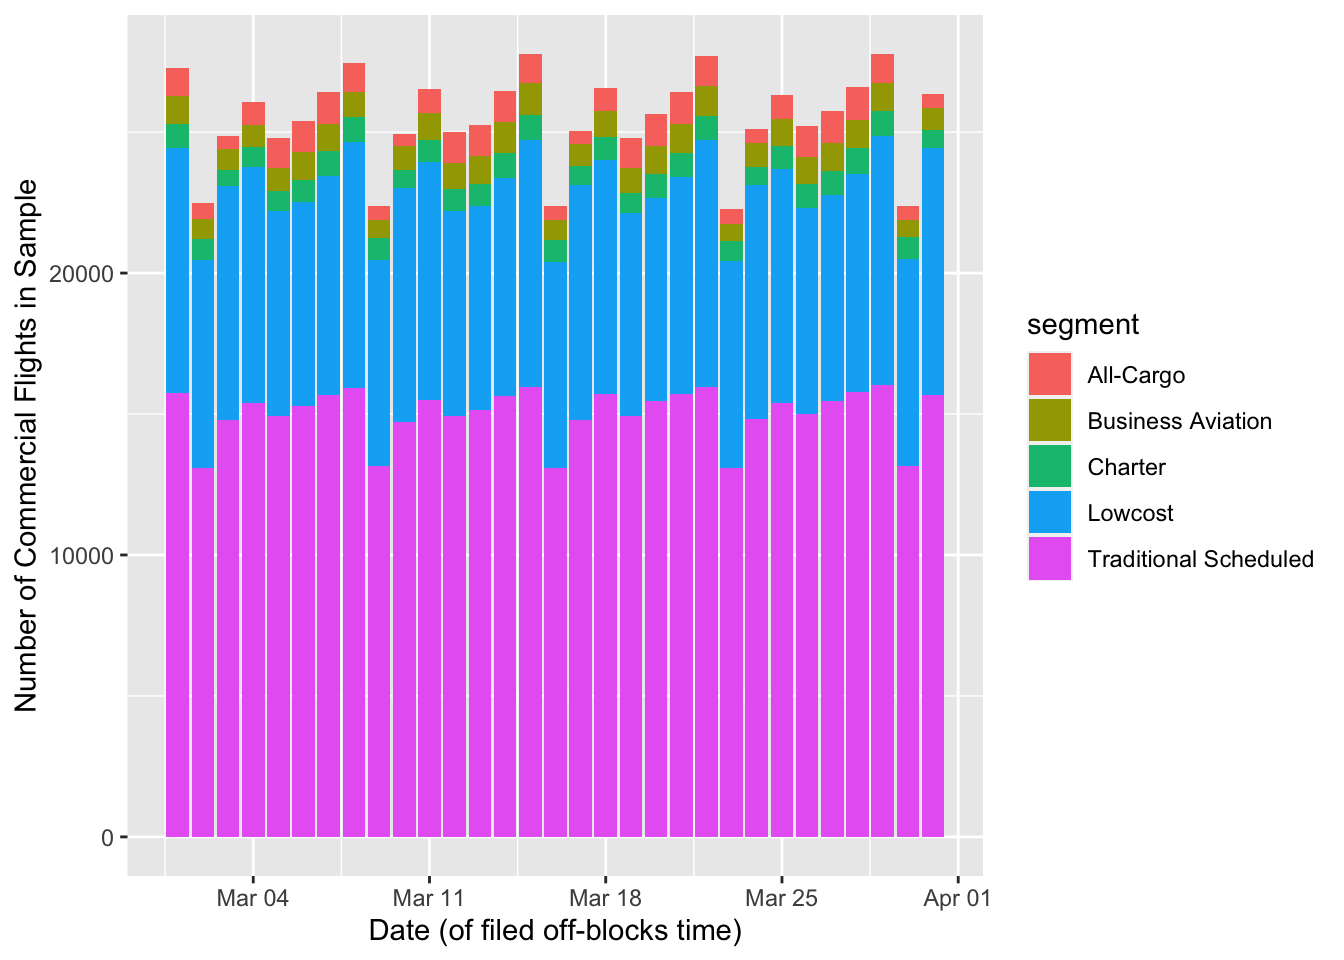 Number of Commercial Flights in Sample
20000
10000
0
Mar 04
Mar 11
Mar 18
Mar 25
Apr 01
Date (of filed off-blocks time)
segment
All-Cargo
Business Aviation
Charter
Lowcost
Traditional Scheduled